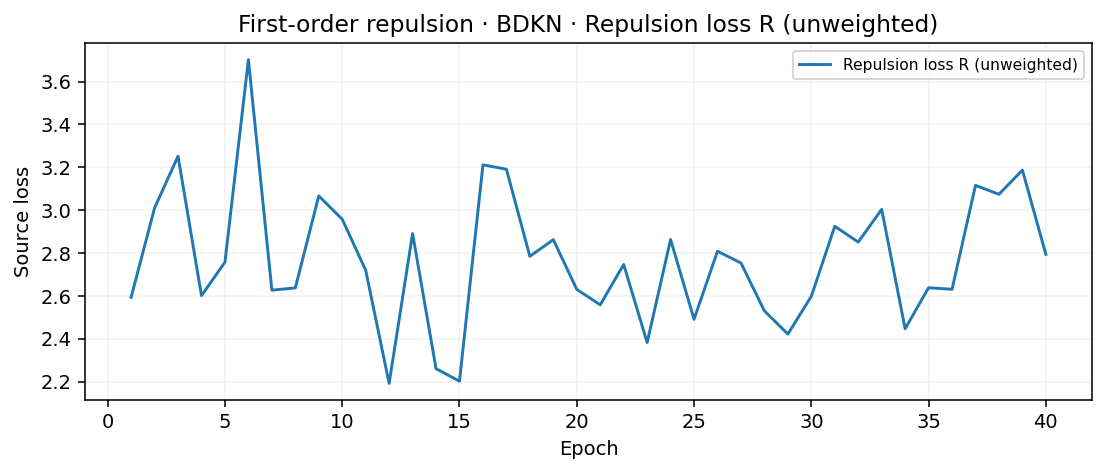 First-order repulsion · BDKN · Repulsion loss R (unweighted)
Repulsion loss R (unweighted)
Source loss
3.6
3.4
3.2
3.0
2.8
2.6
2.4
2.2
0 5 10 15 20 25 30 35 40
Epoch